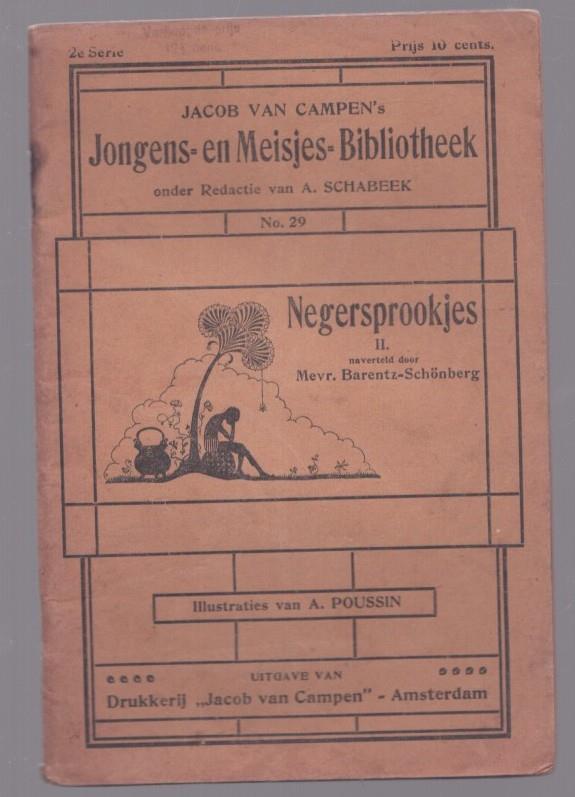 2e Serie
Prijs 10 cents.
JACOB VAN CAMPEN's
Jongens- en Meisjes-Bibliotheek
onder Redactie van A. SCHABEEK
No. 29
Negersprookjes
II.
naverteld door
Mevr. Barentz-Schönberg
Illustraties van A. POUSSIN
UITGAVE VAN
Drukkerij „Jacob van Campen” - Amsterdam